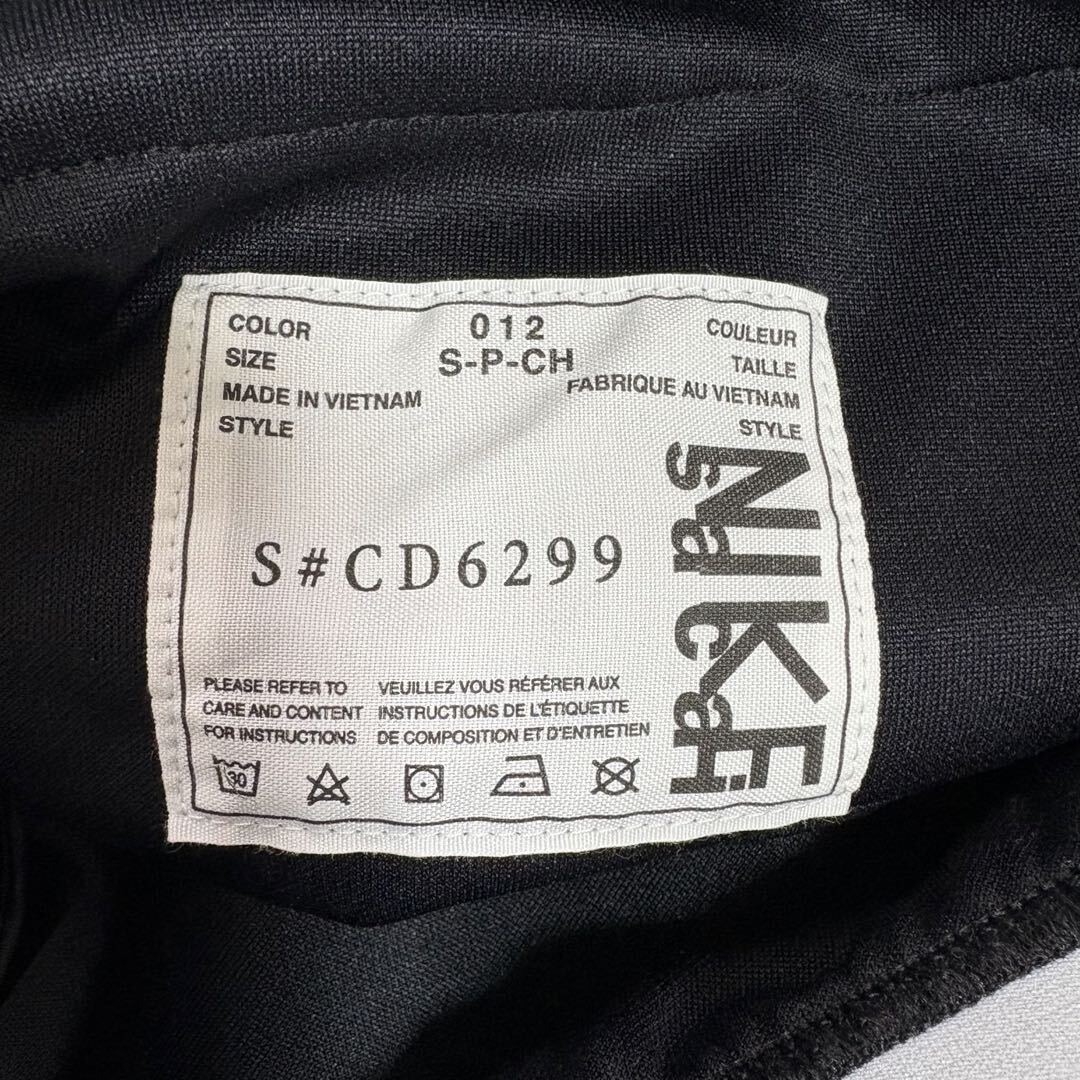 COLOR 012 COULEUR
SIZE S-P-CH TAILLE
MADE IN VIETNAM FABRIQUE AU VIETNAM
STYLE STYLE
S#CD6299
NIKE
sacai
PLEASE REFER TO VEUILLEZ VOUS RÉFÉRER AUX
CARE AND CONTENT INSTRUCTIONS DE L'ÉTIQUETTE
FOR INSTRUCTIONS DE COMPOSITION ET D'ENTRETIEN
30